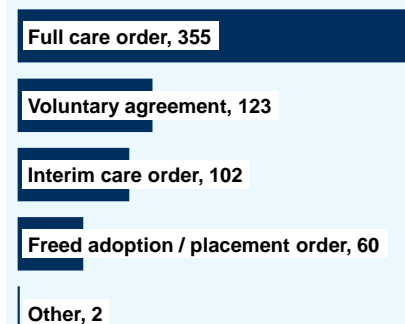 Full care order, 355
Voluntary agreement, 123
Interim care order, 102
Freed adoption / placement order, 60
Other, 2